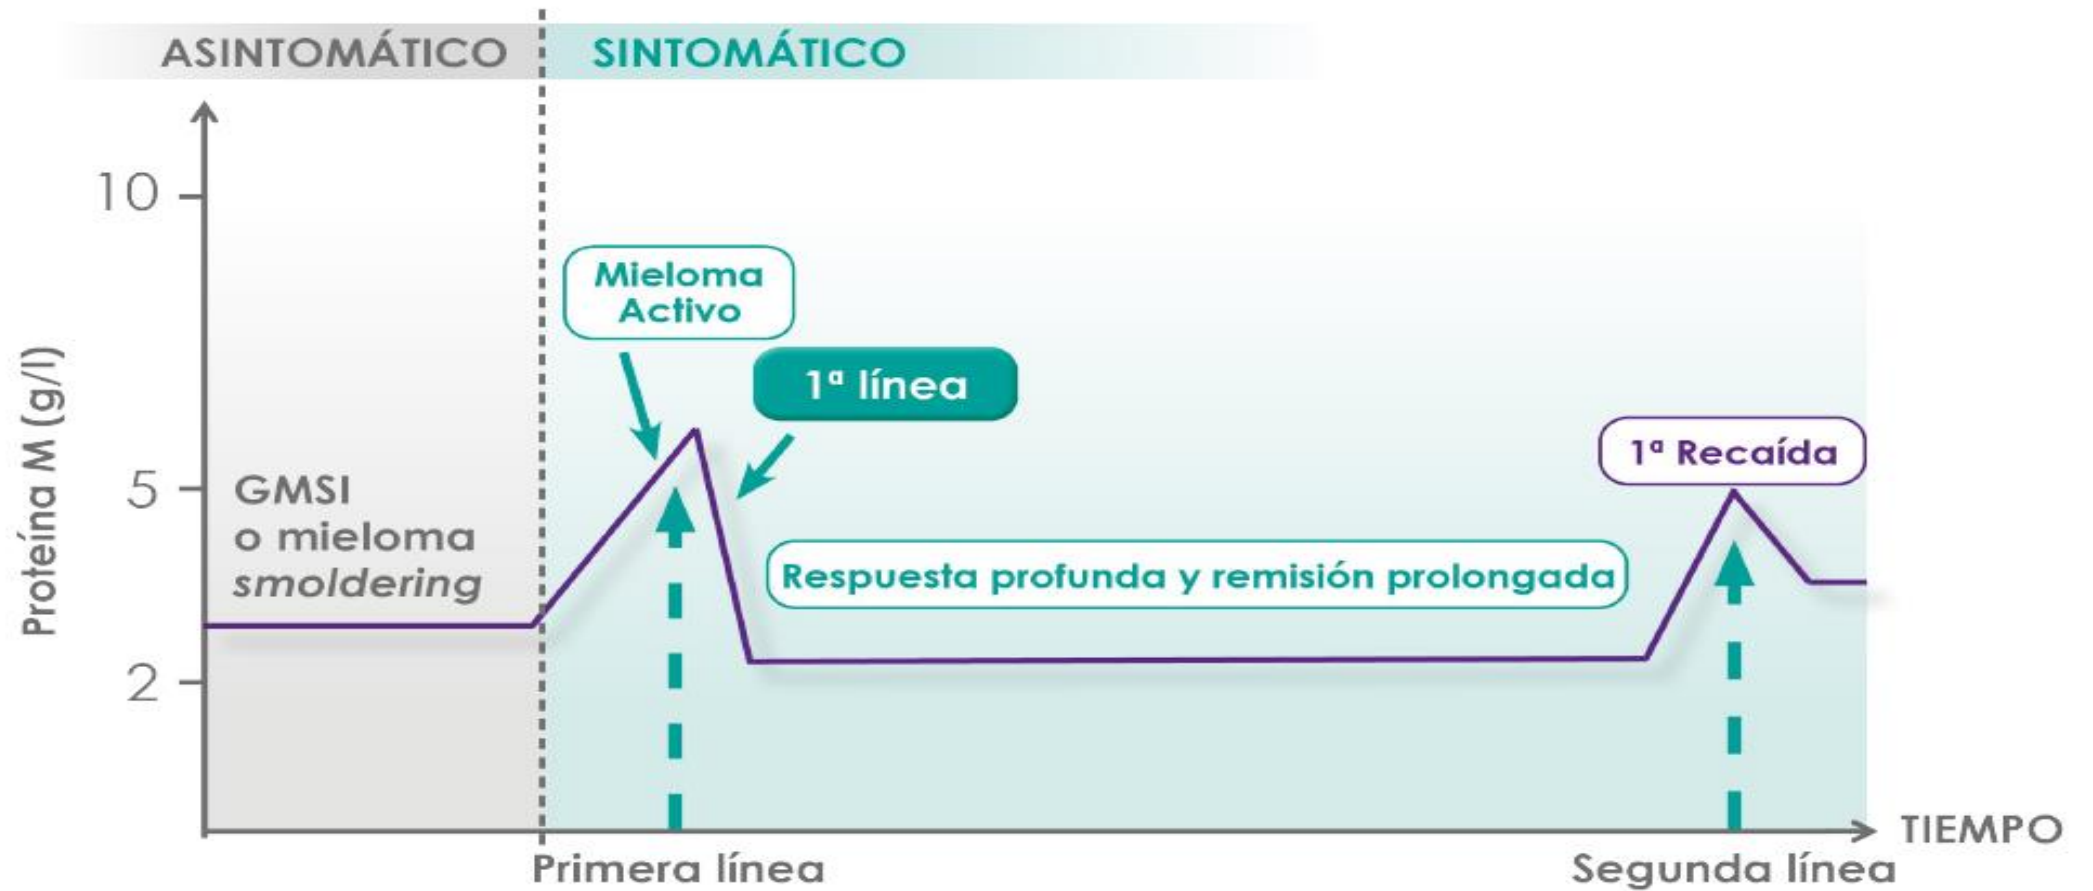 ASINTOMÁTICO
SINTOMÁTICO
10
5
2
Proteína M (g/l)
GMSI
o mieloma
smoldering
Mieloma
Activo
1ª línea
Respuesta profunda y remisión prolongada
1ª Recaída
TIEMPO
Primera línea
Segunda línea